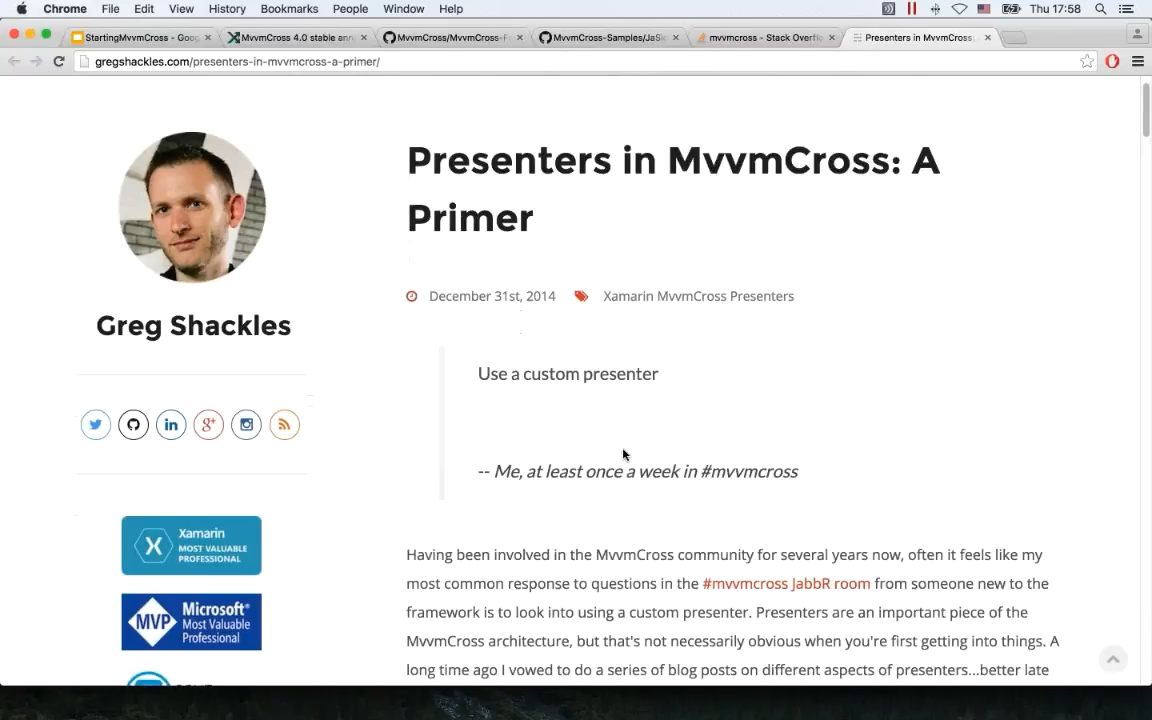 Chrome File Edit View History Bookmarks People Window Help Thu 17:58
StartingMvvmCross - Goog MvvmCross 4.0 stable ann MvvmCross/MvvmCross-F MvvmCross-Samples/JaSi mvvmcross - Stack Overfl Presenters in MvvmCross:
gregshackles.com/presenters-in-mvvmcross-a-primer/
Presenters in MvvmCross: A
Primer
December 31st, 2014 Xamarin MvvmCross Presenters
Greg Shackles
Use a custom presenter
-- Me, at least once a week in #mvvmcross
Xamarin
MOST VALUABLE
PROFESSIONAL
MVP Microsoft®
Most Valuable
Professional
Having been involved in the MvvmCross community for several years now, often it feels like my
most common response to questions in the #mvvmcross JabbR room from someone new to the
framework is to look into using a custom presenter. Presenters are an important piece of the
MvvmCross architecture, but that's not necessarily obvious when you're first getting into things. A
long time ago I vowed to do a series of blog posts on different aspects of presenters...better late